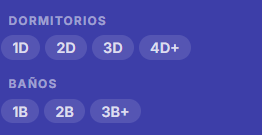 DORMITORIOS
1D 2D 3D 4D+
BAÑOS
1B 2B 3B+